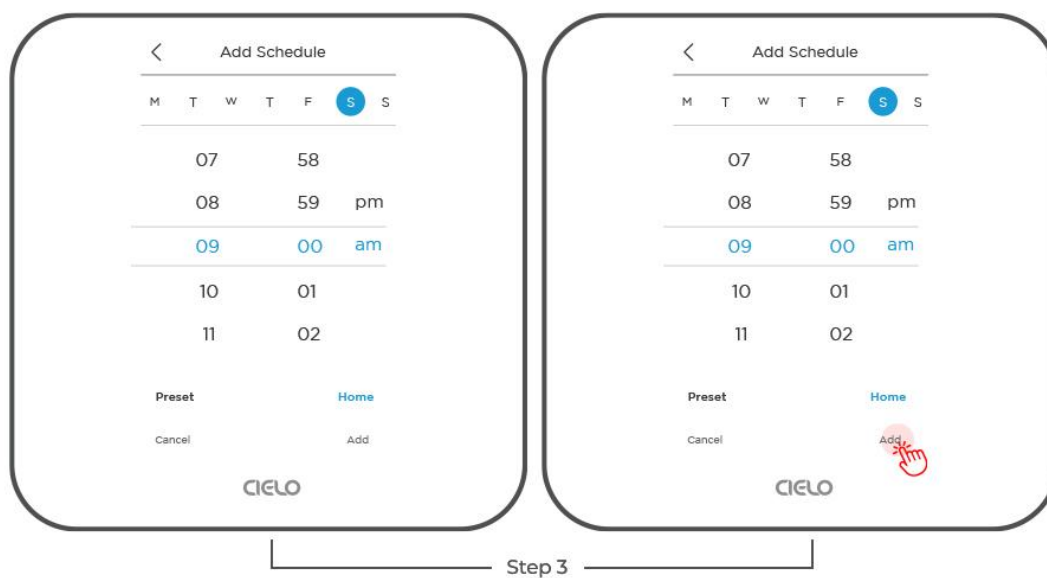 Add Schedule
M T W T F S S
07 58
08 59 pm
09 00 am
10 01
11 02
Preset Home
Cancel Add
CIELO
Add Schedule
M T W T F S S
07 58
08 59 pm
09 00 am
10 01
11 02
Preset Home
Cancel Add
CIELO
Step 3